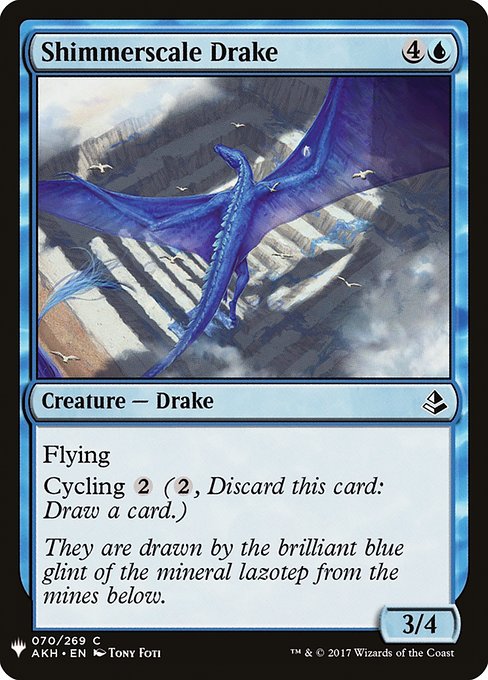 Shimmerscale Drake 4
Creature — Drake
Flying
Cycling 2 (2, Discard this card:
Draw a card.)
They are drawn by the brilliant blue
glint of the mineral lazotep from the
mines below.
3/4
070/269 C
AKH • EN Tony Foti
™ & © 2017 Wizards of the Coast